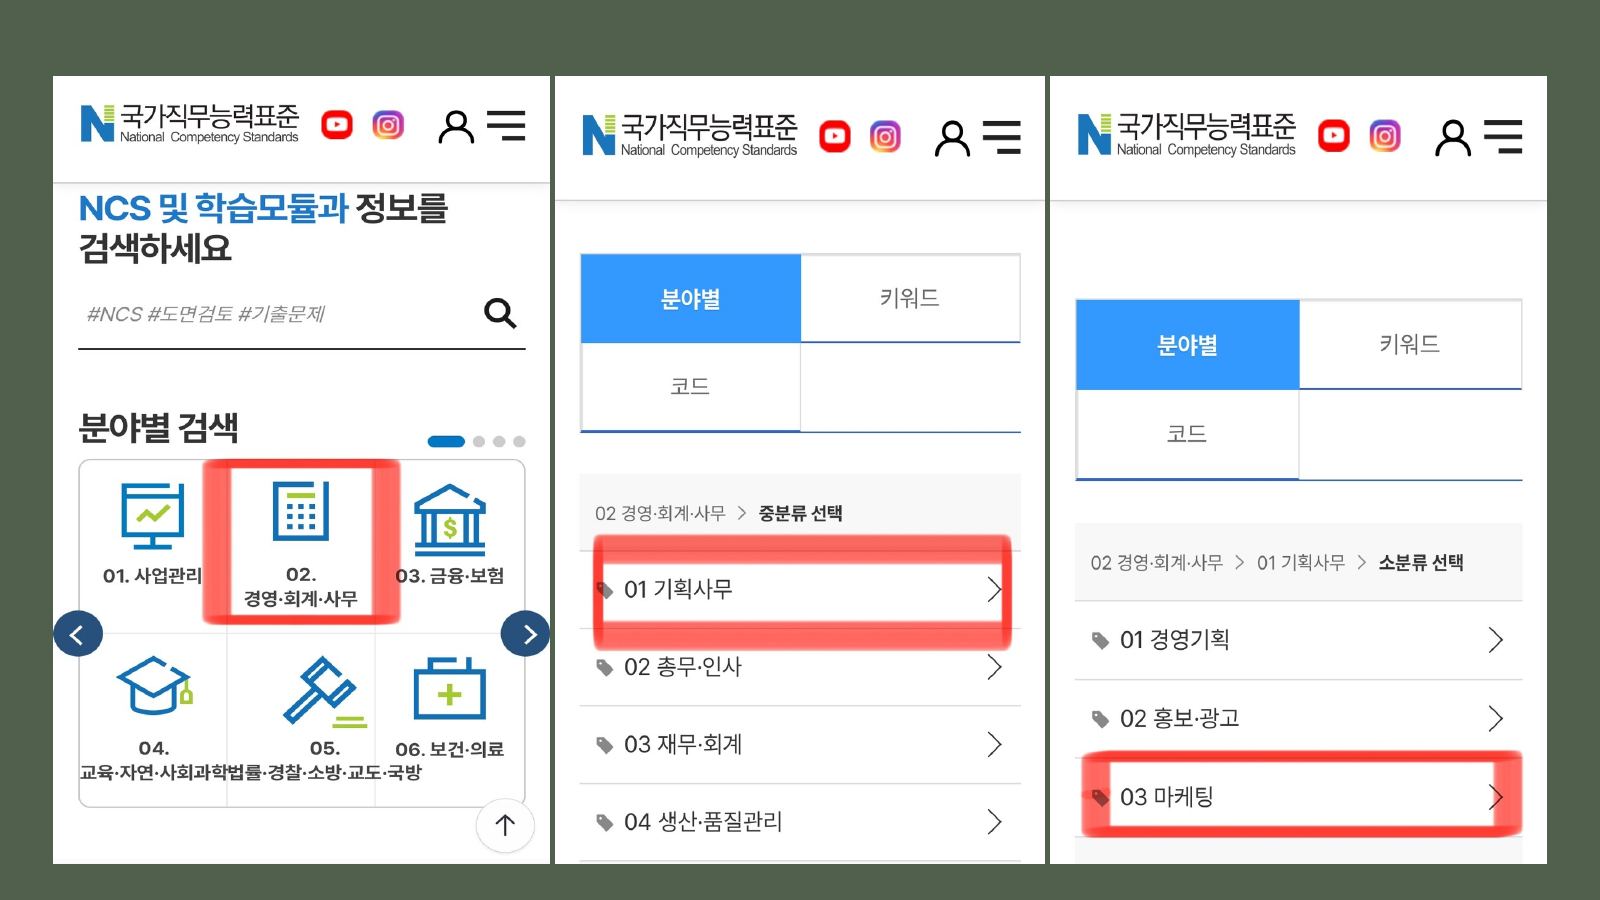 국가직무능력표준
National Competency Standards
NCS 및 학습모듈과 정보를
검색하세요
#NCS #도면검토 #기출문제
분야별 검색
01. 사업관리
02.
경영·회계·사무
03. 금융·보험
04.
교육·자연·사회과학
05.
법률·경찰·소방·교도·국방
06. 보건·의료
국가직무능력표준
National Competency Standards
분야별
키워드
코드
02 경영·회계·사무 > 중분류 선택
01 기획사무
02 총무·인사
03 재무·회계
04 생산·품질관리
국가직무능력표준
National Competency Standards
분야별
키워드
코드
02 경영·회계·사무 > 01 기획사무 > 소분류 선택
01 경영기획
02 홍보·광고
03 마케팅